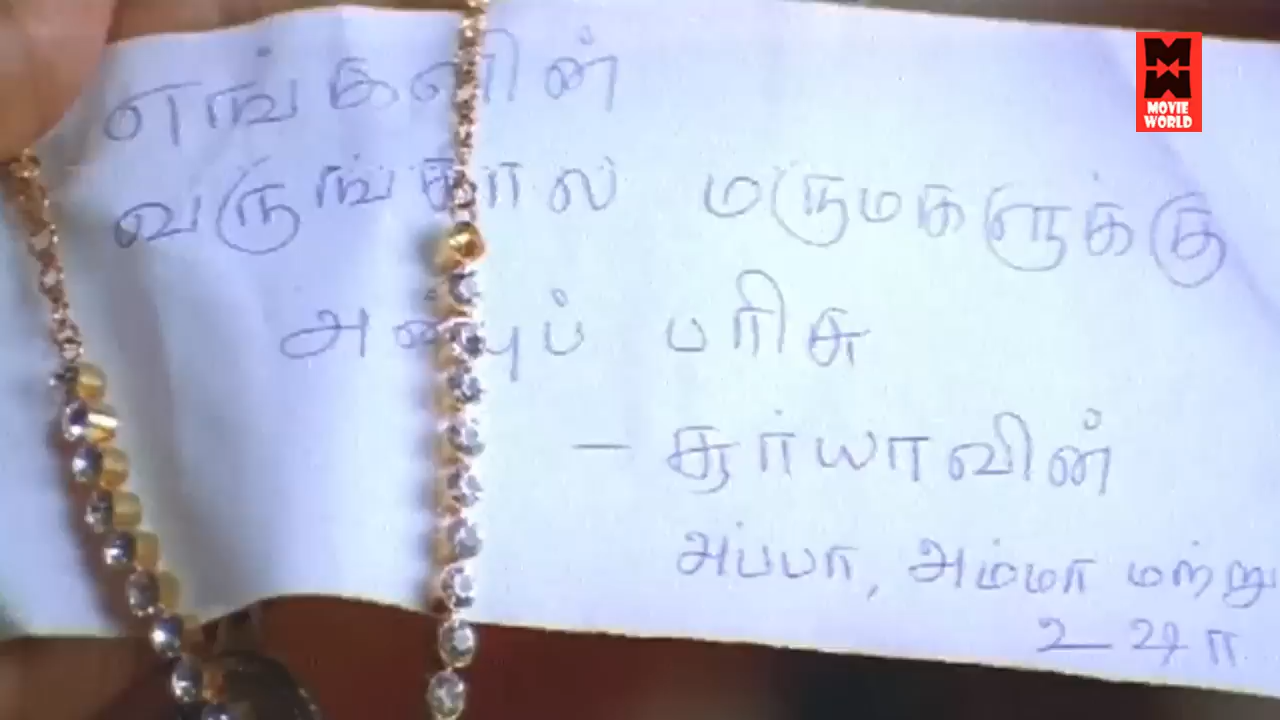 எங்களின்
வருங்கால மருமகளுக்கு
அன்புப் பரிசு
- சூர்யாவின்
அப்பா, அம்மா மற்று
உஷா
MOVIE
WORLD